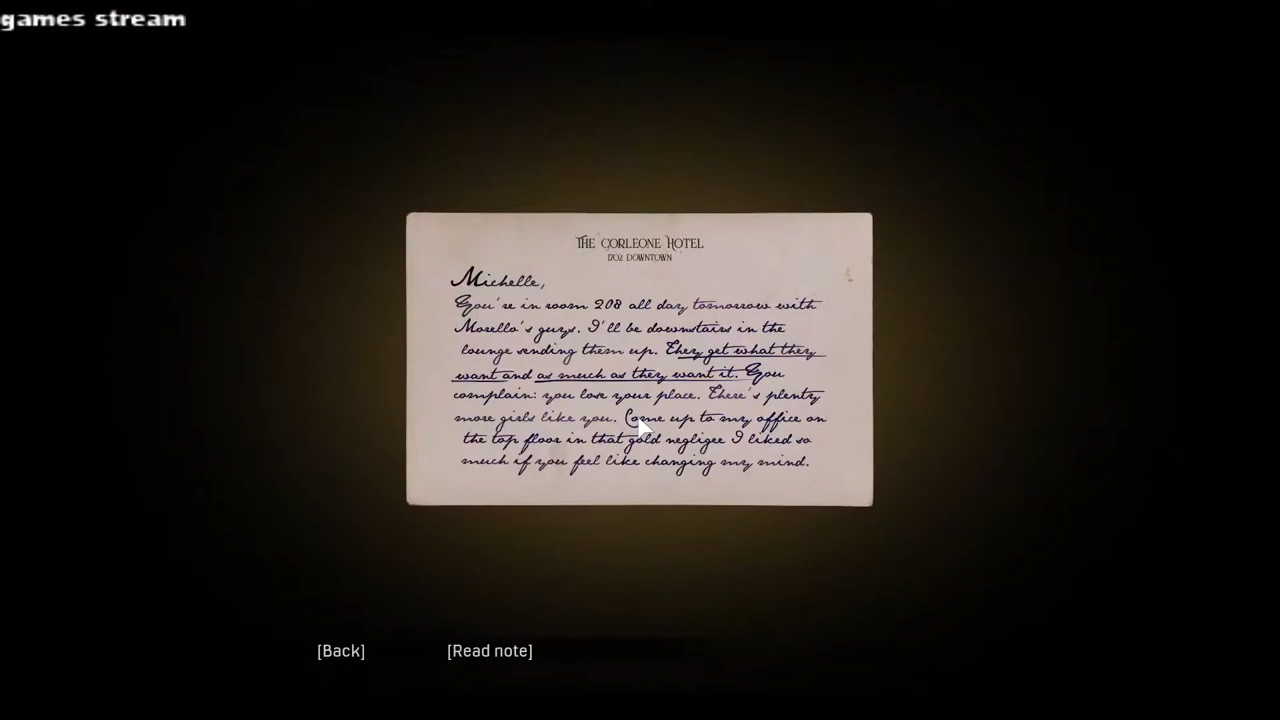 games stream
THE CORLEONE HOTEL
1702 DOWNTOWN
Michelle,
You're in room 208 all day tomorrow with
Morello's guys. I'll be downstairs in the
lounge sending them up. They get what they
want and as much as they want it. You
complain: you lose your place. There's plenty
more girls like you. Come up to my office on
the top floor in that gold negligee I liked so
much if you feel like changing my mind.
[Back] [Read note]